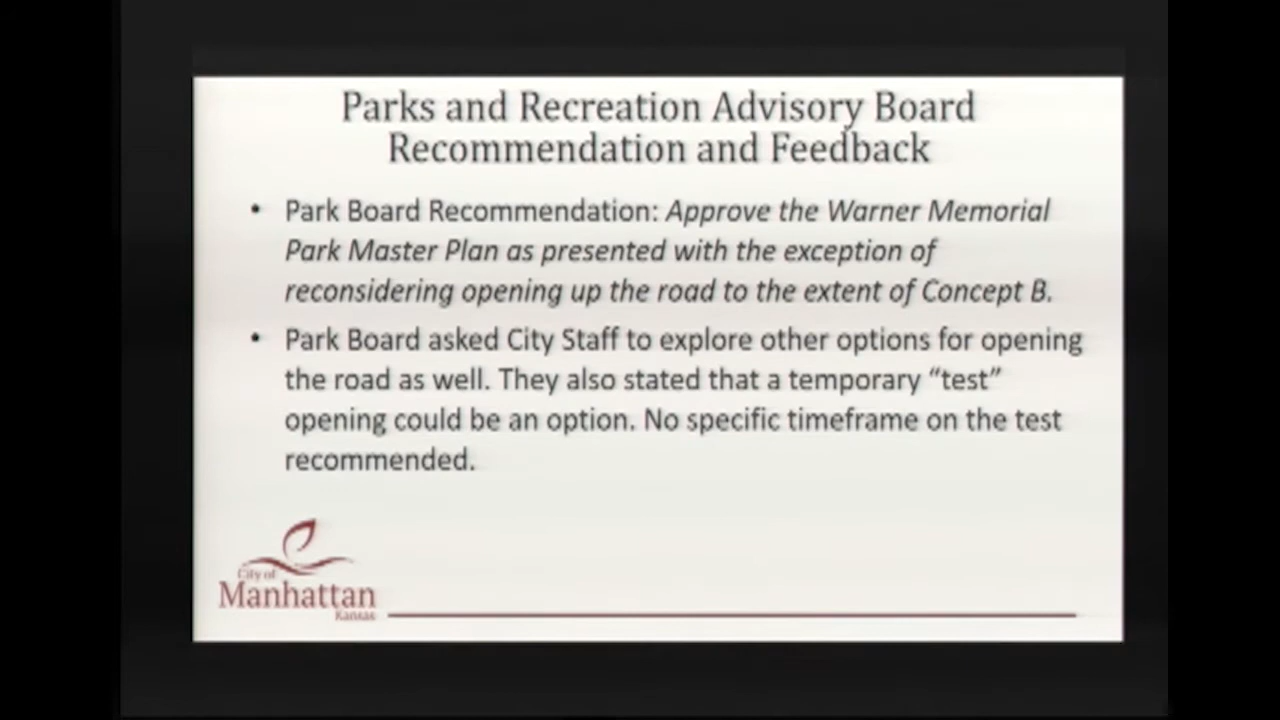 Parks and Recreation Advisory Board
Recommendation and Feedback
• Park Board Recommendation: Approve the Warner Memorial
Park Master Plan as presented with the exception of
reconsidering opening up the road to the extent of Concept B.
• Park Board asked City Staff to explore other options for opening
the road as well. They also stated that a temporary “test”
opening could be an option. No specific timeframe on the test
recommended.
City of
Manhattan
Kansas